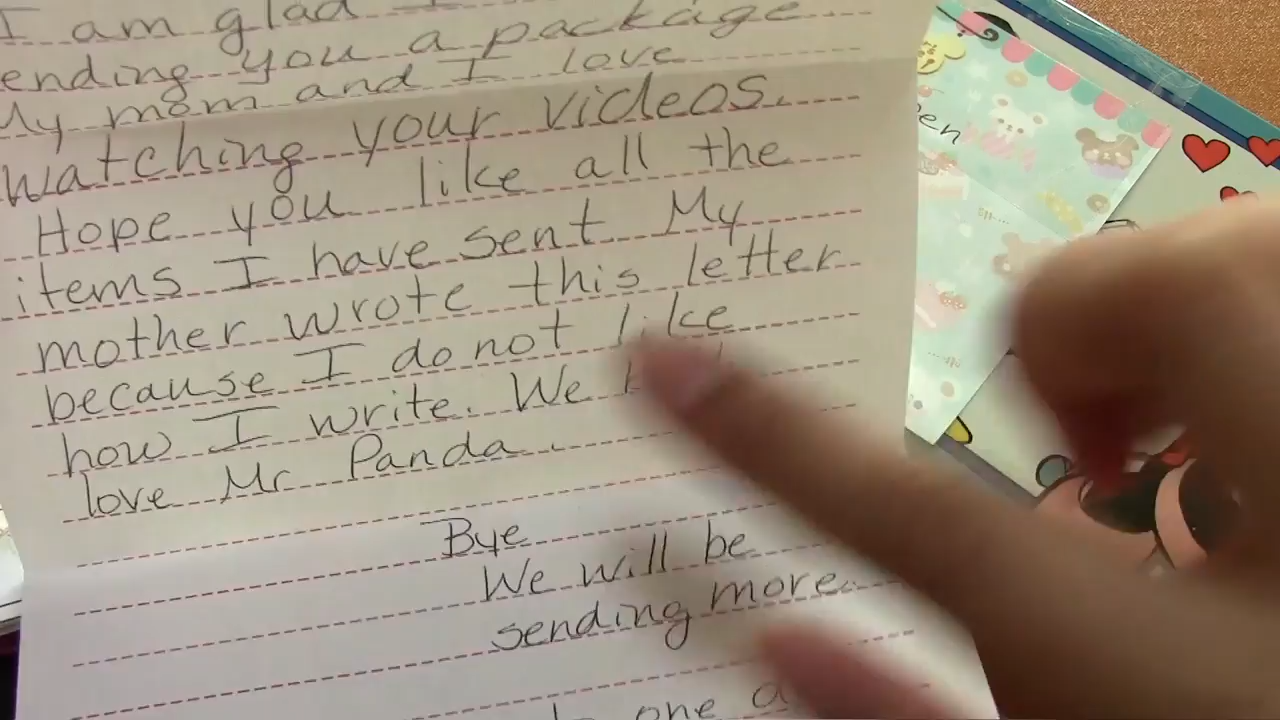 I am glad I
ending you a package
My mom and I love
watching your videos.
Hope you like all the
items I have sent My
mother wrote this letter
because I do not like
how I write. We
love Mr Panda.
Bye
We will be
sending more.
one